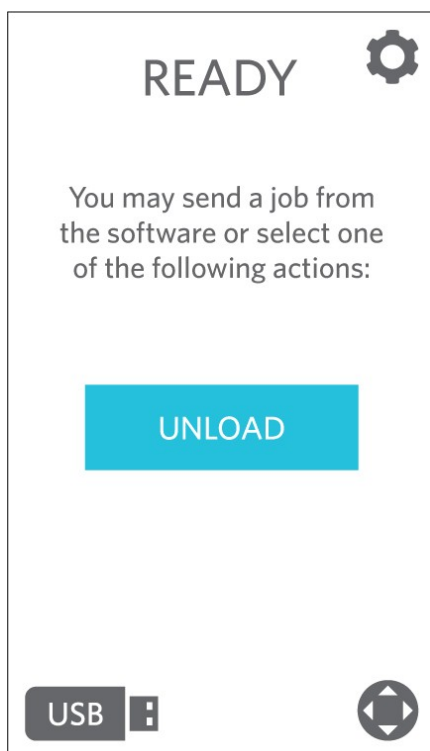 READY
You may send a job from
the software or select one
of the following actions:
UNLOAD
USB